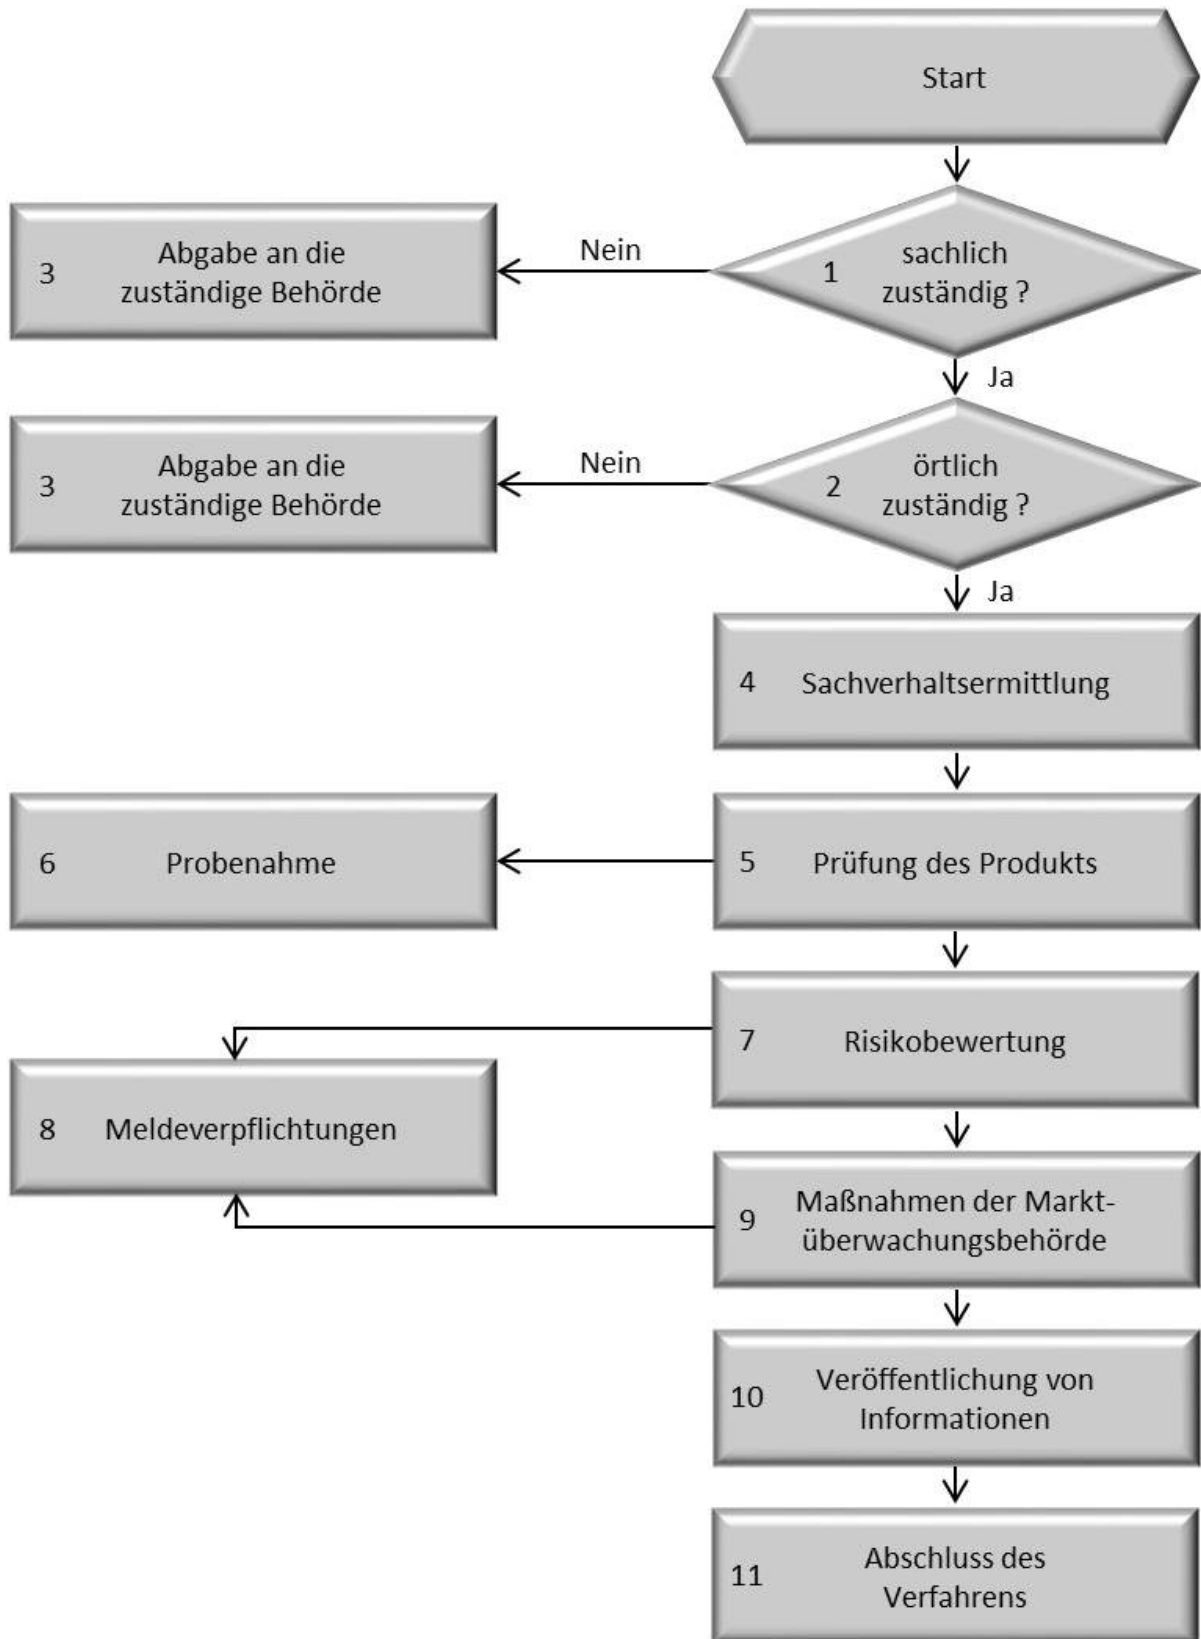 Start
Nein
1
sachlich
zuständig ?
3
Abgabe an die
zuständige Behörde
Ja
Nein
2
örtlich
zuständig ?
3
Abgabe an die
zuständige Behörde
Ja
4 Sachverhaltsermittlung
6 Probenahme
5 Prüfung des Produkts
7 Risikobewertung
8 Meldeverpflichtungen
9
Maßnahmen der Markt-
überwachungsbehörde
10
Veröffentlichung von
Informationen
11
Abschluss des
Verfahrens